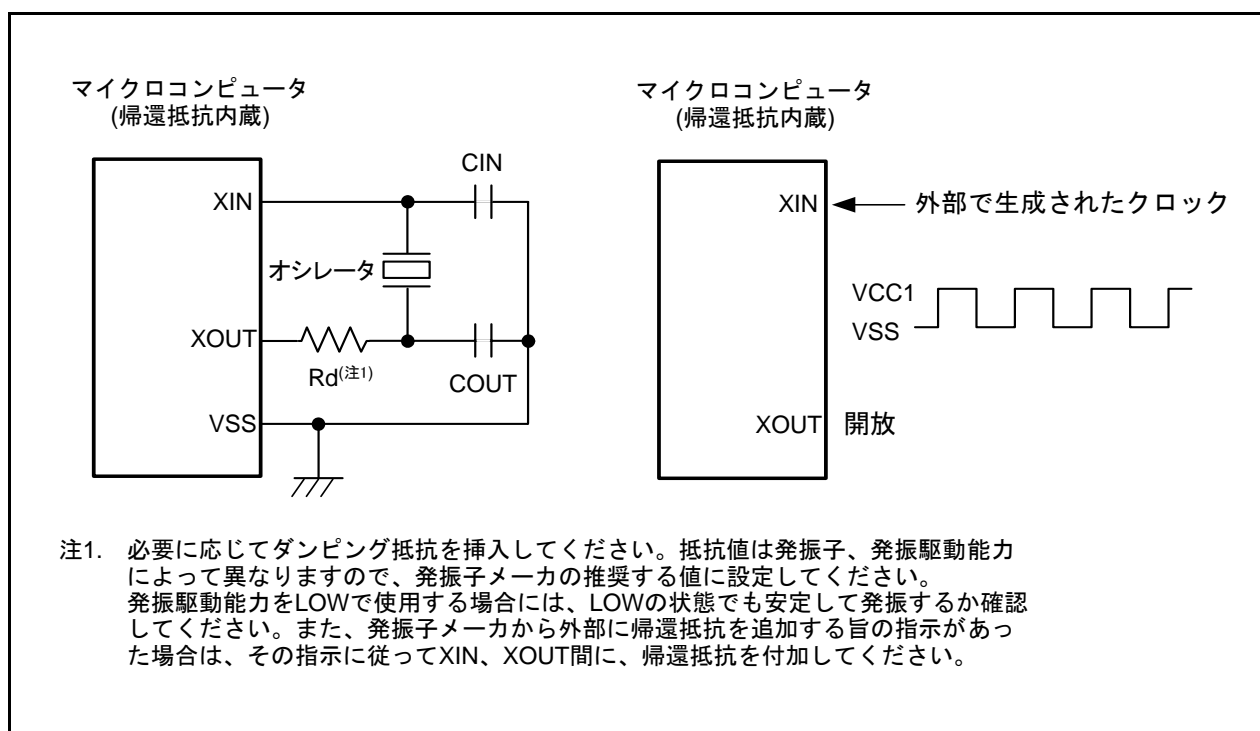 マイクロコンピュータ
(帰還抵抗内蔵)
XIN
CIN
オシレータ
XOUT
Rd(注1)
COUT
VSS
マイクロコンピュータ
(帰還抵抗内蔵)
XIN
外部で生成されたクロック
VCC1
VSS
XOUT
開放
注1. 必要に応じてダンピング抵抗を挿入してください。抵抗値は発振子、発振駆動能力
によって異なりますので、発振子メーカの推奨する値に設定してください。
発振駆動能力をLOWで使用する場合には、LOWの状態でも安定して発振するか確認
してください。また、発振子メーカから外部に帰還抵抗を追加する旨の指示があっ
た場合は、その指示に従ってXIN、XOUT間に、帰還抵抗を付加してください。